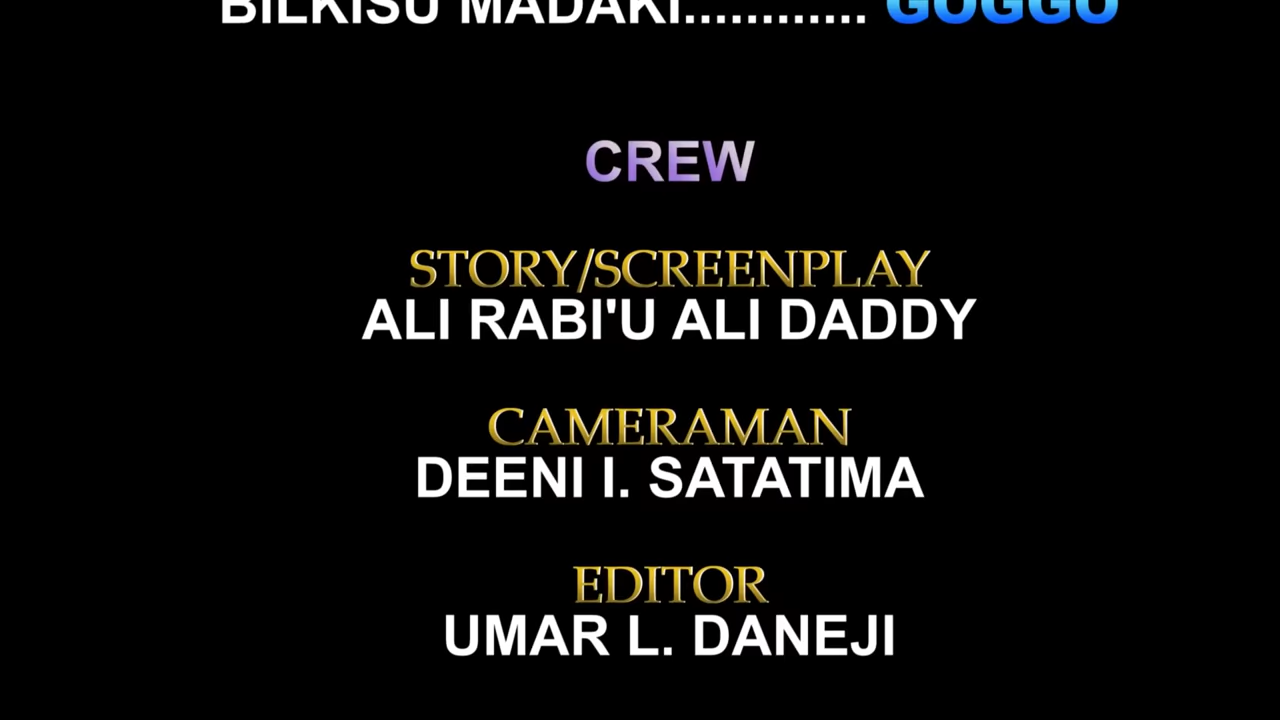 BILKISU MADAKI............ GOGGO
CREW
STORY/SCREENPLAY
ALI RABI'U ALI DADDY
CAMERAMAN
DEENI I. SATATIMA
EDITOR
UMAR L. DANEJI